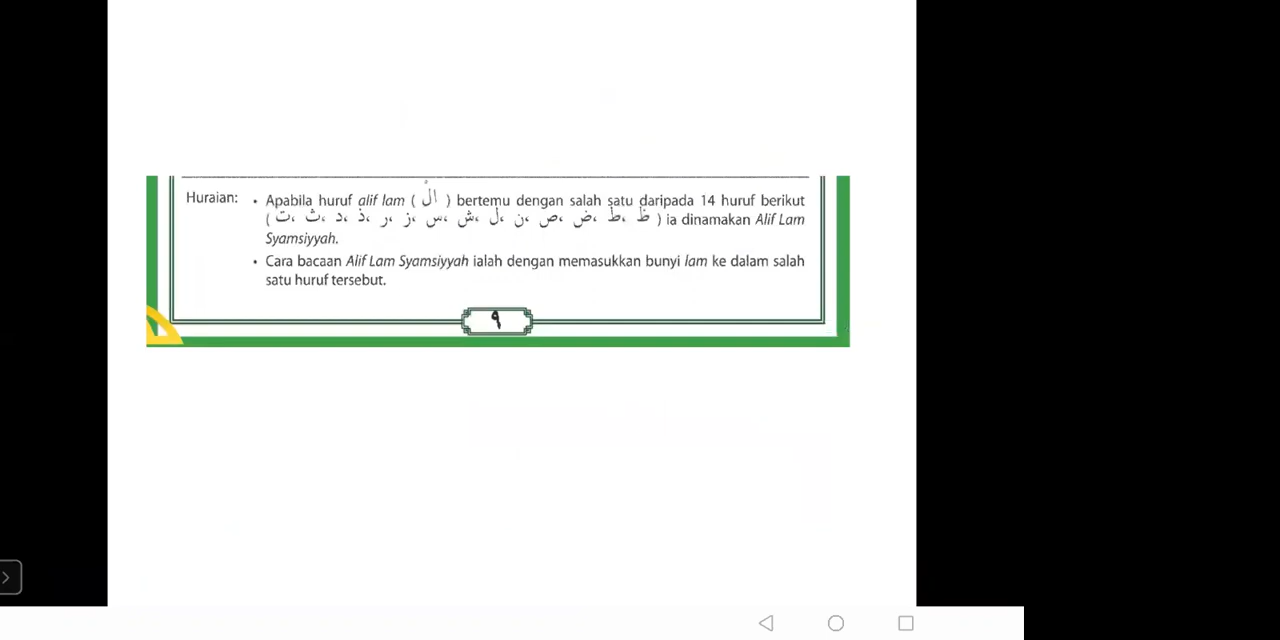 Huraian: • Apabila huruf alif lam ( الْ ) bertemu dengan salah satu daripada 14 huruf berikut
( ت، ث، د، ذ، ر، ز، س، ش، ل، ن، ص، ض، ط، ظ ) ia dinamakan Alif Lam
Syamsiyyah.
• Cara bacaan Alif Lam Syamsiyyah ialah dengan memasukkan bunyi lam ke dalam salah
satu huruf tersebut.
٩